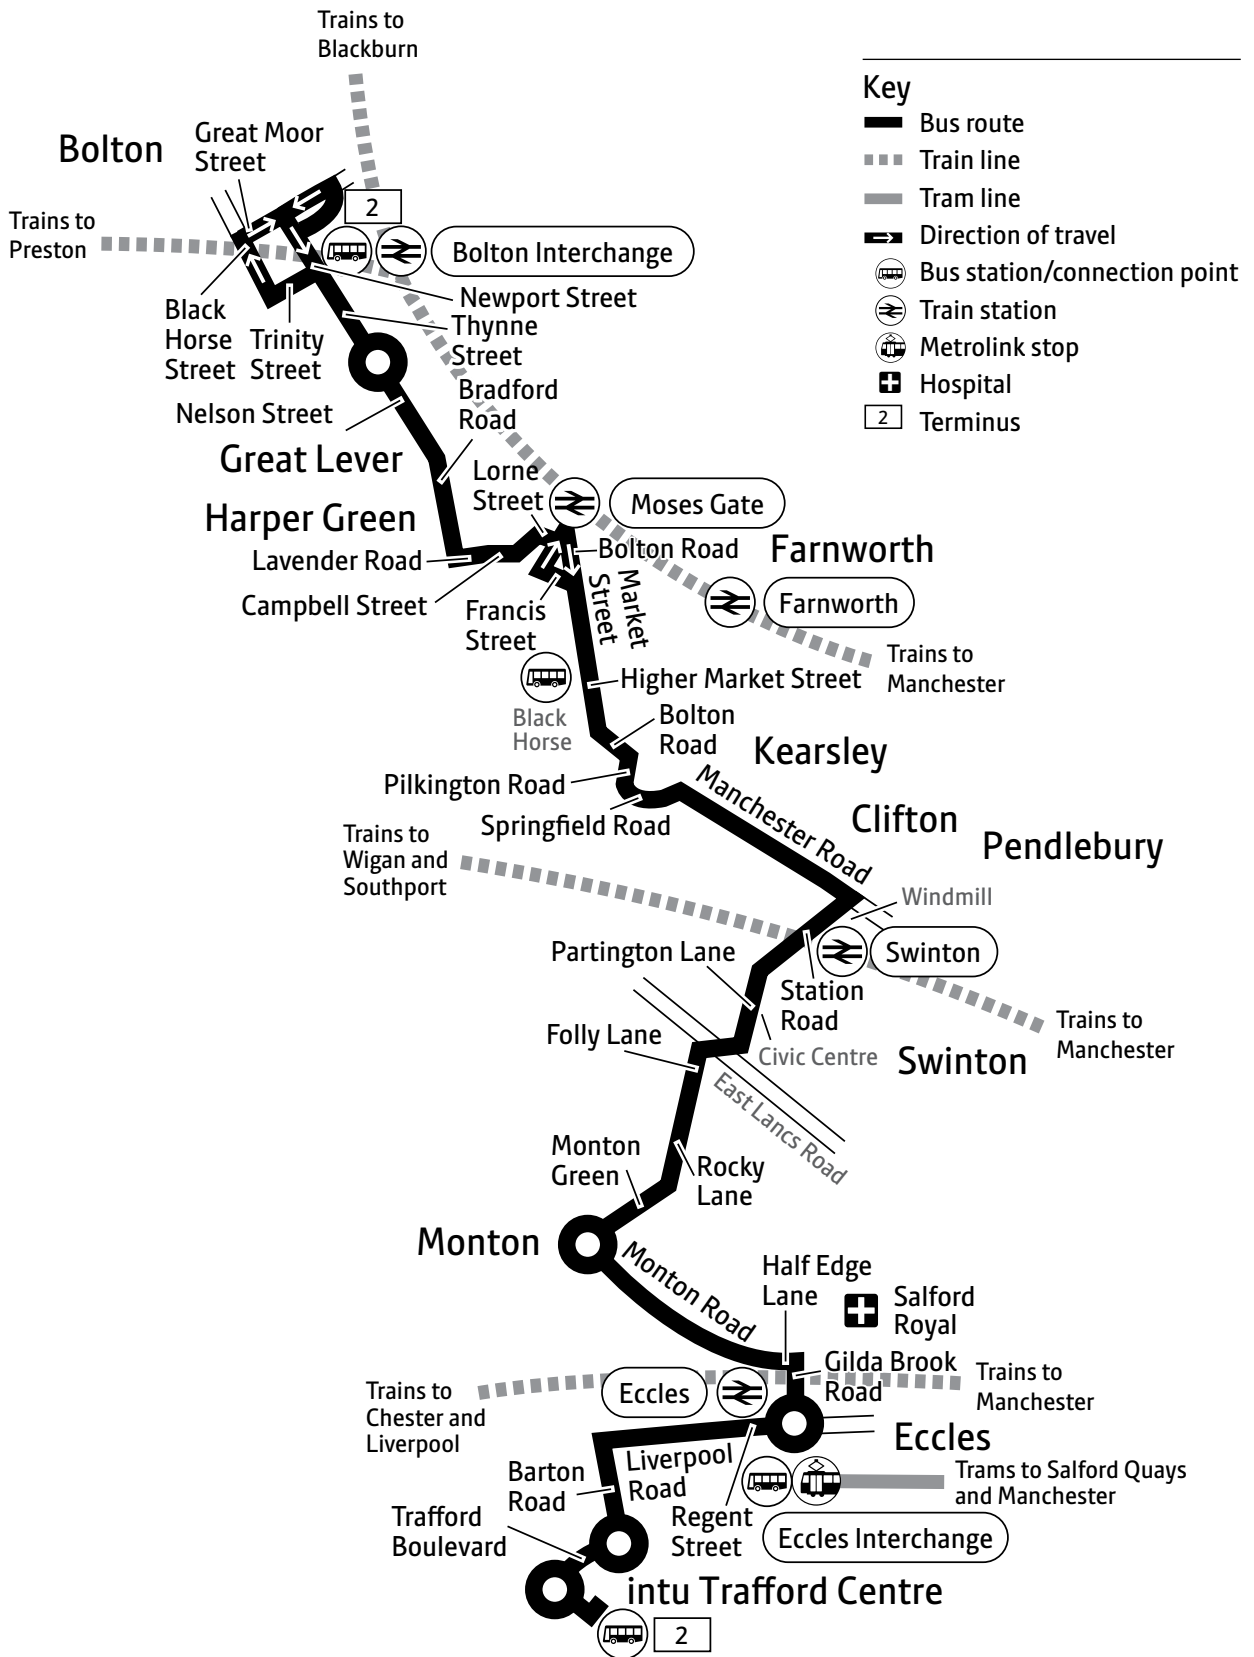 Trains to
Blackburn
Key
Bus route
Train line
Tram line
Direction of travel
Bus station/connection point
Train station
Metrolink stop
Hospital
2
Terminus
Bolton
Great Moor
Street
2
Trains to
Preston
Bolton Interchange
Newport Street
Thynne
Street
Black
Horse
Street
Trinity
Street
Bradford
Road
Nelson Street
Great Lever
Lorne
Street
Moses Gate
Harper Green
Bolton Road
Farnworth
Lavender Road
Market
Street
Farnworth
Campbell Street
Francis
Street
Trains to
Manchester
Higher Market Street
Black
Horse
Bolton
Road
Kearsley
Pilkington Road
Manchester Road
Springfield Road
Clifton
Pendlebury
Trains to
Wigan and
Southport
Windmill
Partington Lane
Swinton
Station
Road
Trains to
Manchester
Folly Lane
Civic Centre
Swinton
East Lancs Road
Monton
Green
Rocky
Lane
Monton
Monton Road
Half Edge
Lane
Salford
Royal
Gilda Brook
Road
Trains to
Manchester
Trains to
Chester and
Liverpool
Eccles
Eccles
Liverpool
Road
Barton
Road
Trams to Salford Quays
and Manchester
Trafford
Boulevard
Regent
Street
Eccles Interchange
intu Trafford Centre
2